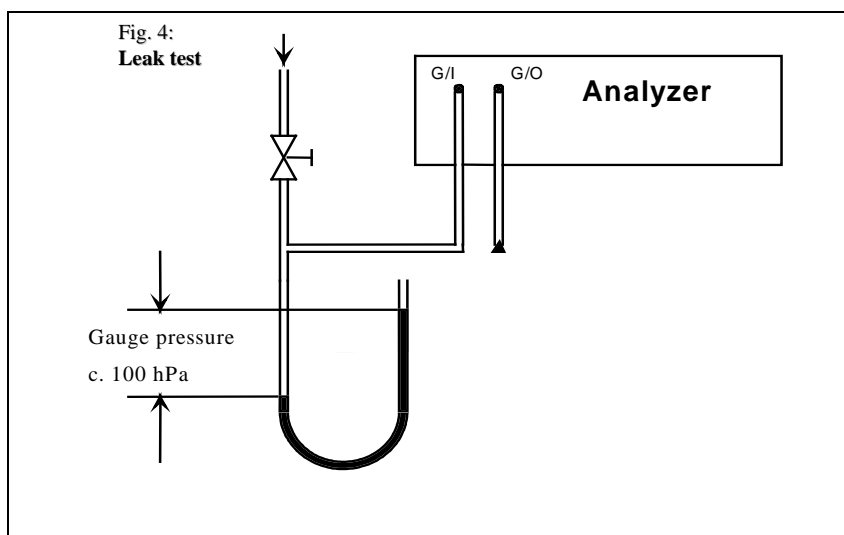 Fig. 4:
Leak test
G/I
G/O
Analyzer
Gauge pressure
c. 100 hPa